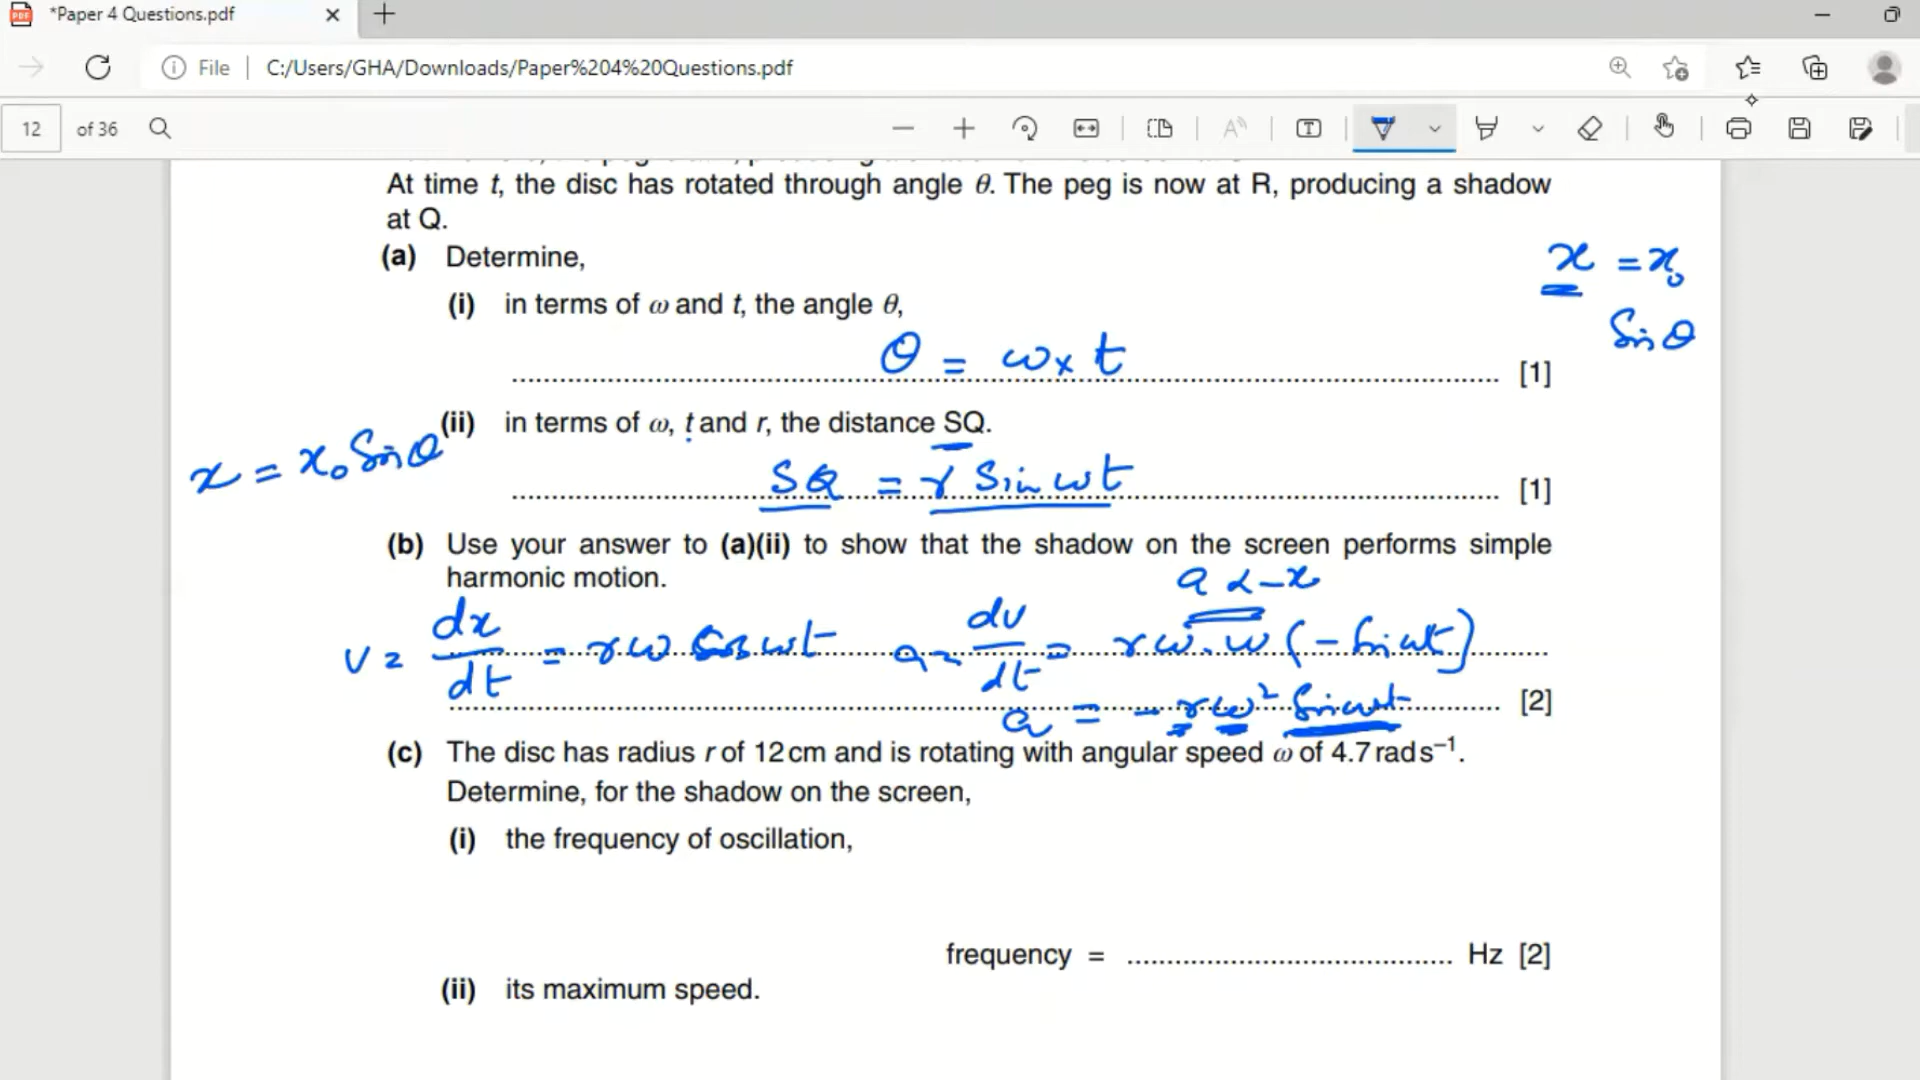 *Paper 4 Questions.pdf
File C:/Users/GHA/Downloads/Paper%204%20Questions.pdf
12 of 36
At time t, the disc has rotated through angle θ. The peg is now at R, producing a shadow
at Q.
(a) Determine,
x = x₀
Sin θ
(i) in terms of ω and t, the angle θ,
θ = ω × t [1]
(ii) in terms of ω, t and r, the distance SQ.
x = x₀ Sin θ
SQ = r Sin ωt [1]
(b) Use your answer to (a)(ii) to show that the shadow on the screen performs simple
harmonic motion.
a α -x
v = dx/dt = rω cos ωt a = dv/dt = rω.ω (- Sin ωt)
a = - rω² Sin ωt [2]
(c) The disc has radius r of 12 cm and is rotating with angular speed ω of 4.7 rad s⁻¹.
Determine, for the shadow on the screen,
(i) the frequency of oscillation,
frequency = ........................................ Hz [2]
(ii) its maximum speed.